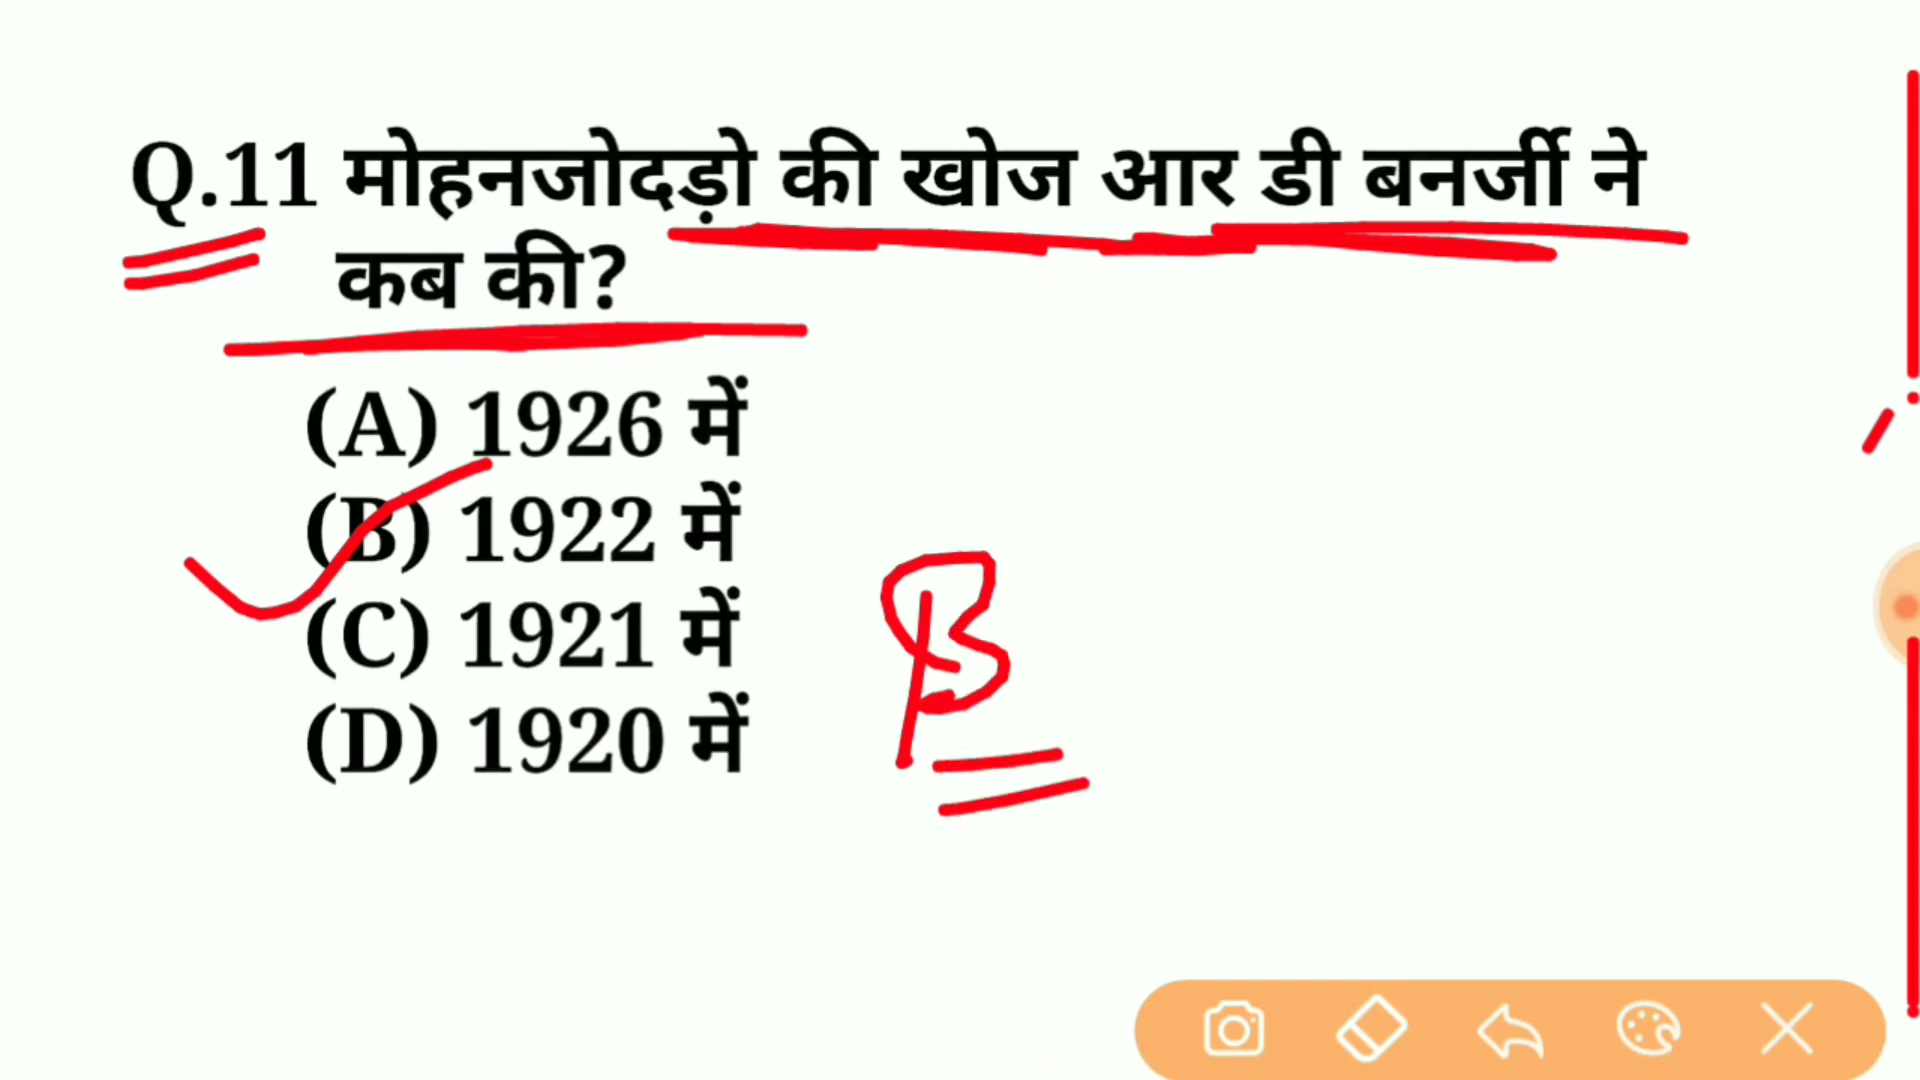 Q.11 मोहनजोदड़ो की खोज आर डी बनर्जी ने
कब की?
(A) 1926 में
(B) 1922 में
(C) 1921 में
(D) 1920 में
B